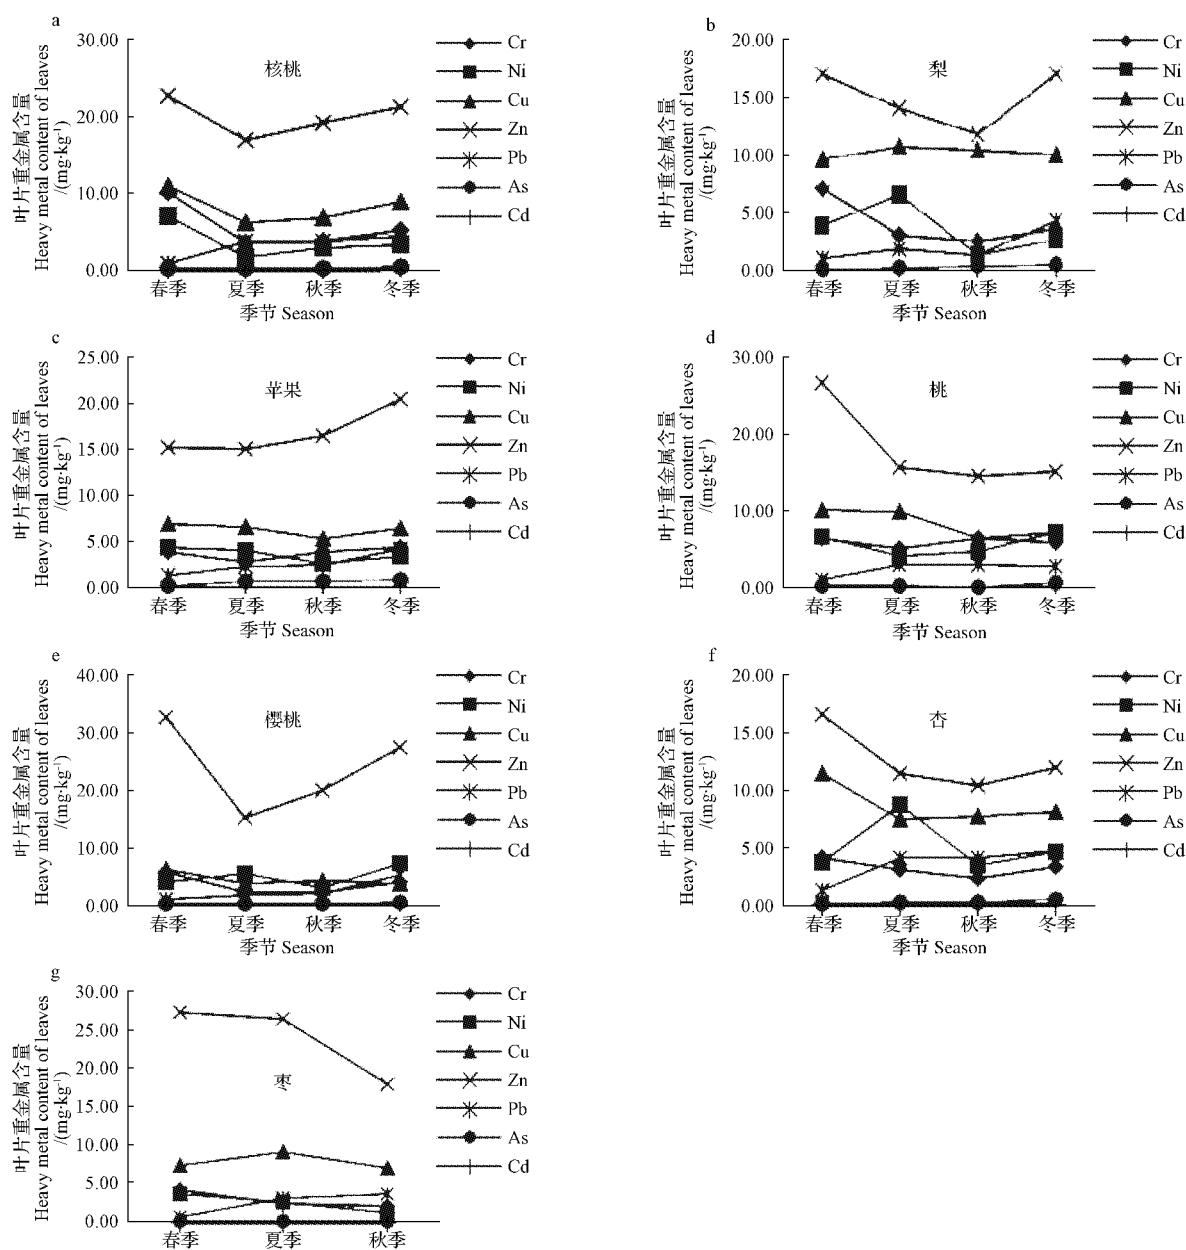 a
叶片重金属含量
Heavy metal content of leaves
/(mg·kg⁻¹)
30.00
20.00
10.00
0.00
核桃
春季
夏季
秋季
冬季
季节 Season
Cr
Ni
Cu
Zn
Pb
As
Cd
b
叶片重金属含量
Heavy metal content of leaves
/(mg·kg⁻¹)
20.00
15.00
10.00
5.00
0.00
梨
春季
夏季
秋季
冬季
季节 Season
Cr
Ni
Cu
Zn
Pb
As
Cd
c
叶片重金属含量
Heavy metal content of leaves
/(mg·kg⁻¹)
25.00
20.00
15.00
10.00
5.00
0.00
苹果
春季
夏季
秋季
冬季
季节 Season
Cr
Ni
Cu
Zn
Pb
As
Cd
d
叶片重金属含量
Heavy metal content of leaves
/(mg·kg⁻¹)
30.00
20.00
10.00
0.00
桃
春季
夏季
秋季
冬季
季节 Season
Cr
Ni
Cu
Zn
Pb
As
Cd
e
叶片重金属含量
Heavy metal content of leaves
/(mg·kg⁻¹)
40.00
30.00
20.00
10.00
0.00
樱桃
春季
夏季
秋季
冬季
季节 Season
Cr
Ni
Cu
Zn
Pb
As
Cd
f
叶片重金属含量
Heavy metal content of leaves
/(mg·kg⁻¹)
20.00
15.00
10.00
5.00
0.00
杏
春季
夏季
秋季
冬季
季节 Season
Cr
Ni
Cu
Zn
Pb
As
Cd
g
叶片重金属含量
Heavy metal content of leaves
/(mg·kg⁻¹)
30.00
25.00
20.00
15.00
10.00
5.00
0.00
枣
春季
夏季
秋季
Cr
Ni
Cu
Zn
Pb
As
Cd